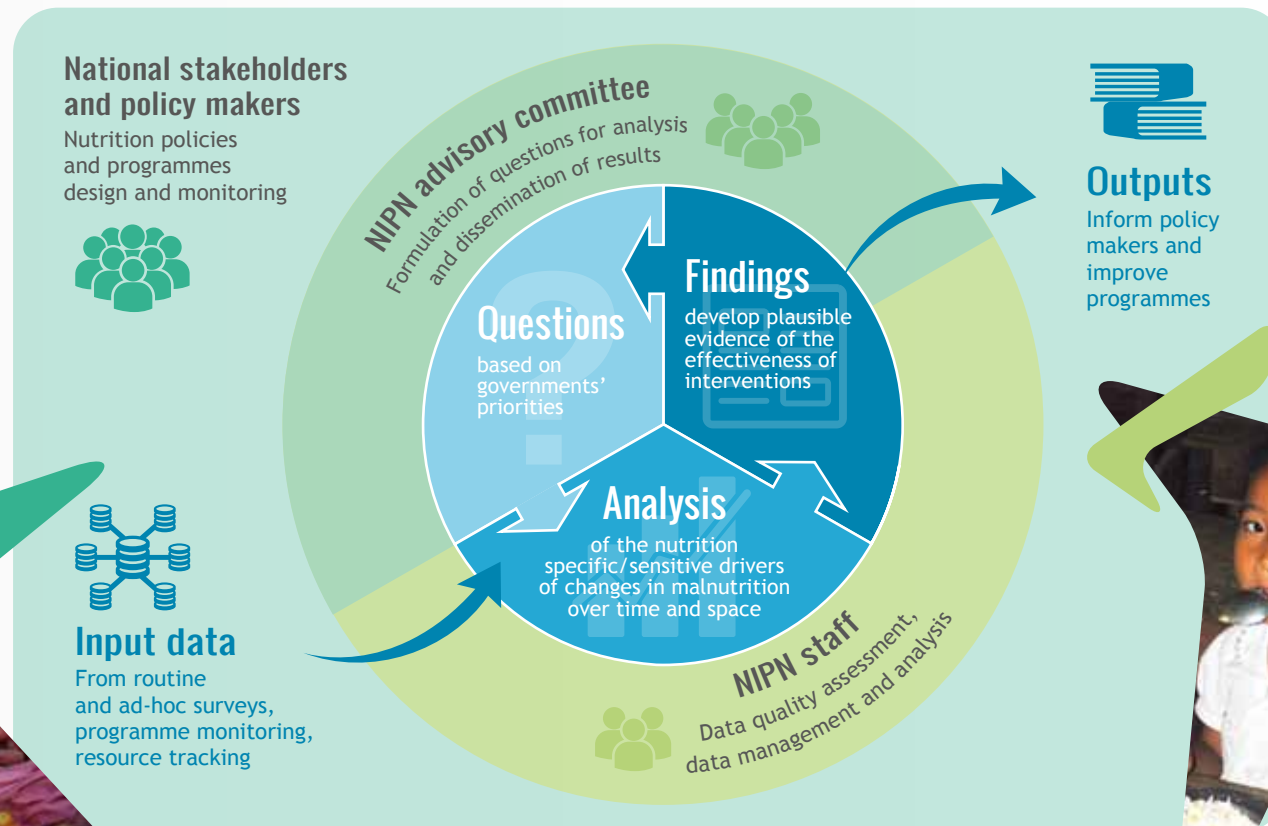 National stakeholders
and policy makers
Nutrition policies
and programmes
design and monitoring
NIPN advisory committee
Formulation of questions for analysis
and dissemination of results
Outputs
Inform policy
makers and
improve
programmes
Questions
based on
governments’
priorities
Findings
develop plausible
evidence of the
effectiveness of
interventions
Analysis
of the nutrition
specific/sensitive drivers
of changes in malnutrition
over time and space
Input data
From routine
and ad-hoc surveys,
programme monitoring,
resource tracking
NIPN staff
Data quality assessment,
data management and analysis